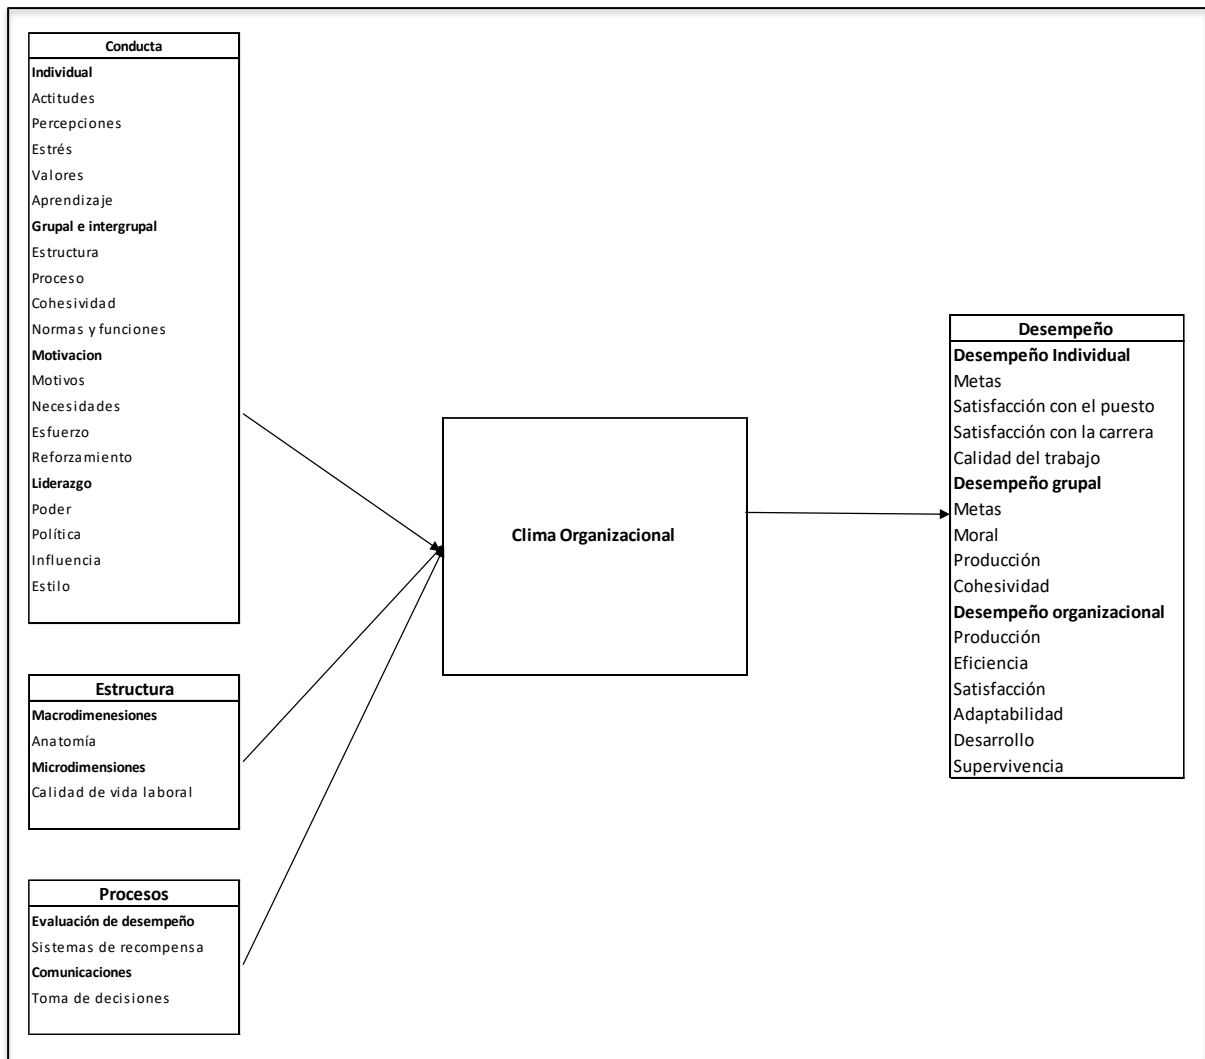 Conducta
Individual
Actitudes
Percepciones
Estrés
Valores
Aprendizaje
Grupal e intergrupal
Estructura
Proceso
Cohesividad
Normas y funciones
Motivacion
Motivos
Necesidades
Esfuerzo
Reforzamiento
Liderazgo
Poder
Política
Influencia
Estilo
Estructura
Macrodimenesiones
Anatomía
Microdimensiones
Calidad de vida laboral
Procesos
Evaluación de desempeño
Sistemas de recompensa
Comunicaciones
Toma de decisiones
Clima Organizacional
Desempeño
Desempeño Individual
Metas
Satisfacción con el puesto
Satisfacción con la carrera
Calidad del trabajo
Desempeño grupal
Metas
Moral
Producción
Cohesividad
Desempeño organizacional
Producción
Eficiencia
Satisfacción
Adaptabilidad
Desarrollo
Supervivencia